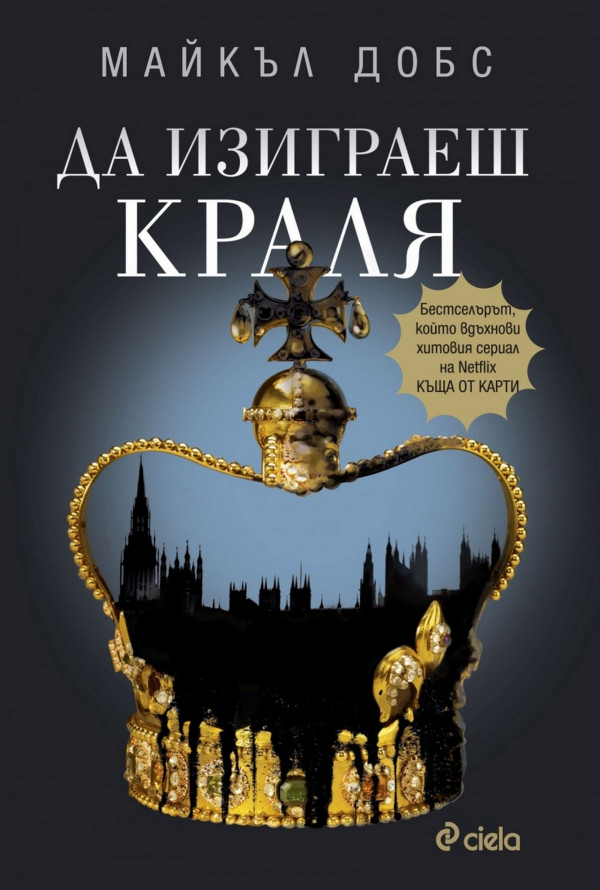 МАЙКЪЛ ДОБС
ДА ИЗИГРАЕШ
КРАЛЯ
Бестселърът,
който вдъхнови
хитовия сериал
на Netflix
КЪЩА ОТ КАРТИ
ciela